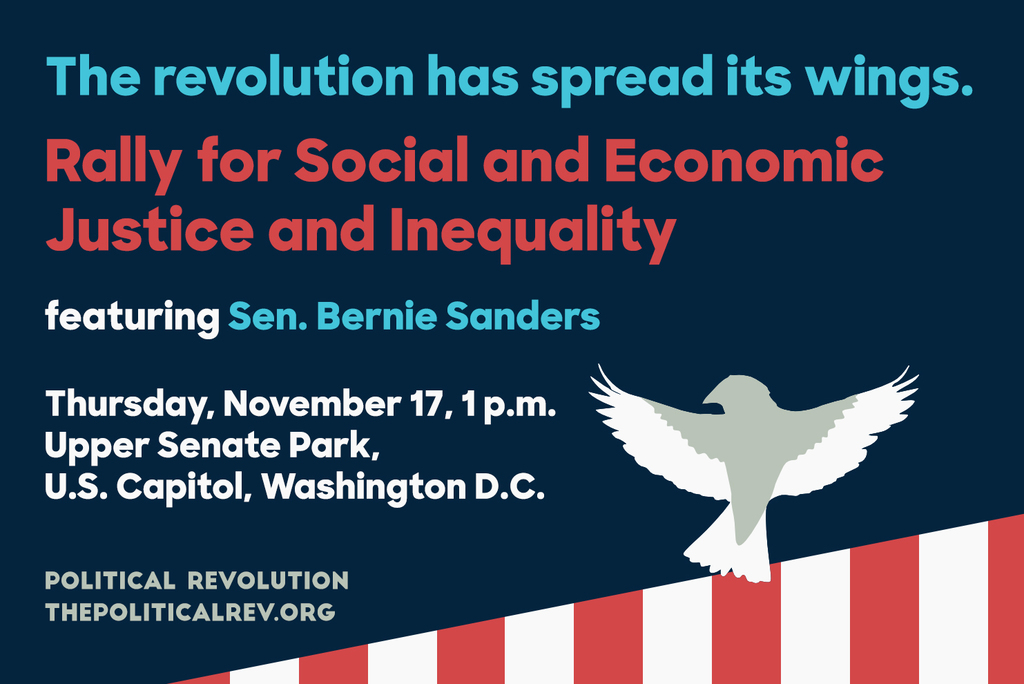 The revolution has spread its wings.
Rally for Social and Economic
Justice and Inequality
featuring Sen. Bernie Sanders
Thursday, November 17, 1 p.m.
Upper Senate Park,
U.S. Capitol, Washington D.C.
POLITICAL REVOLUTION
THEPOLITICALREV.ORG